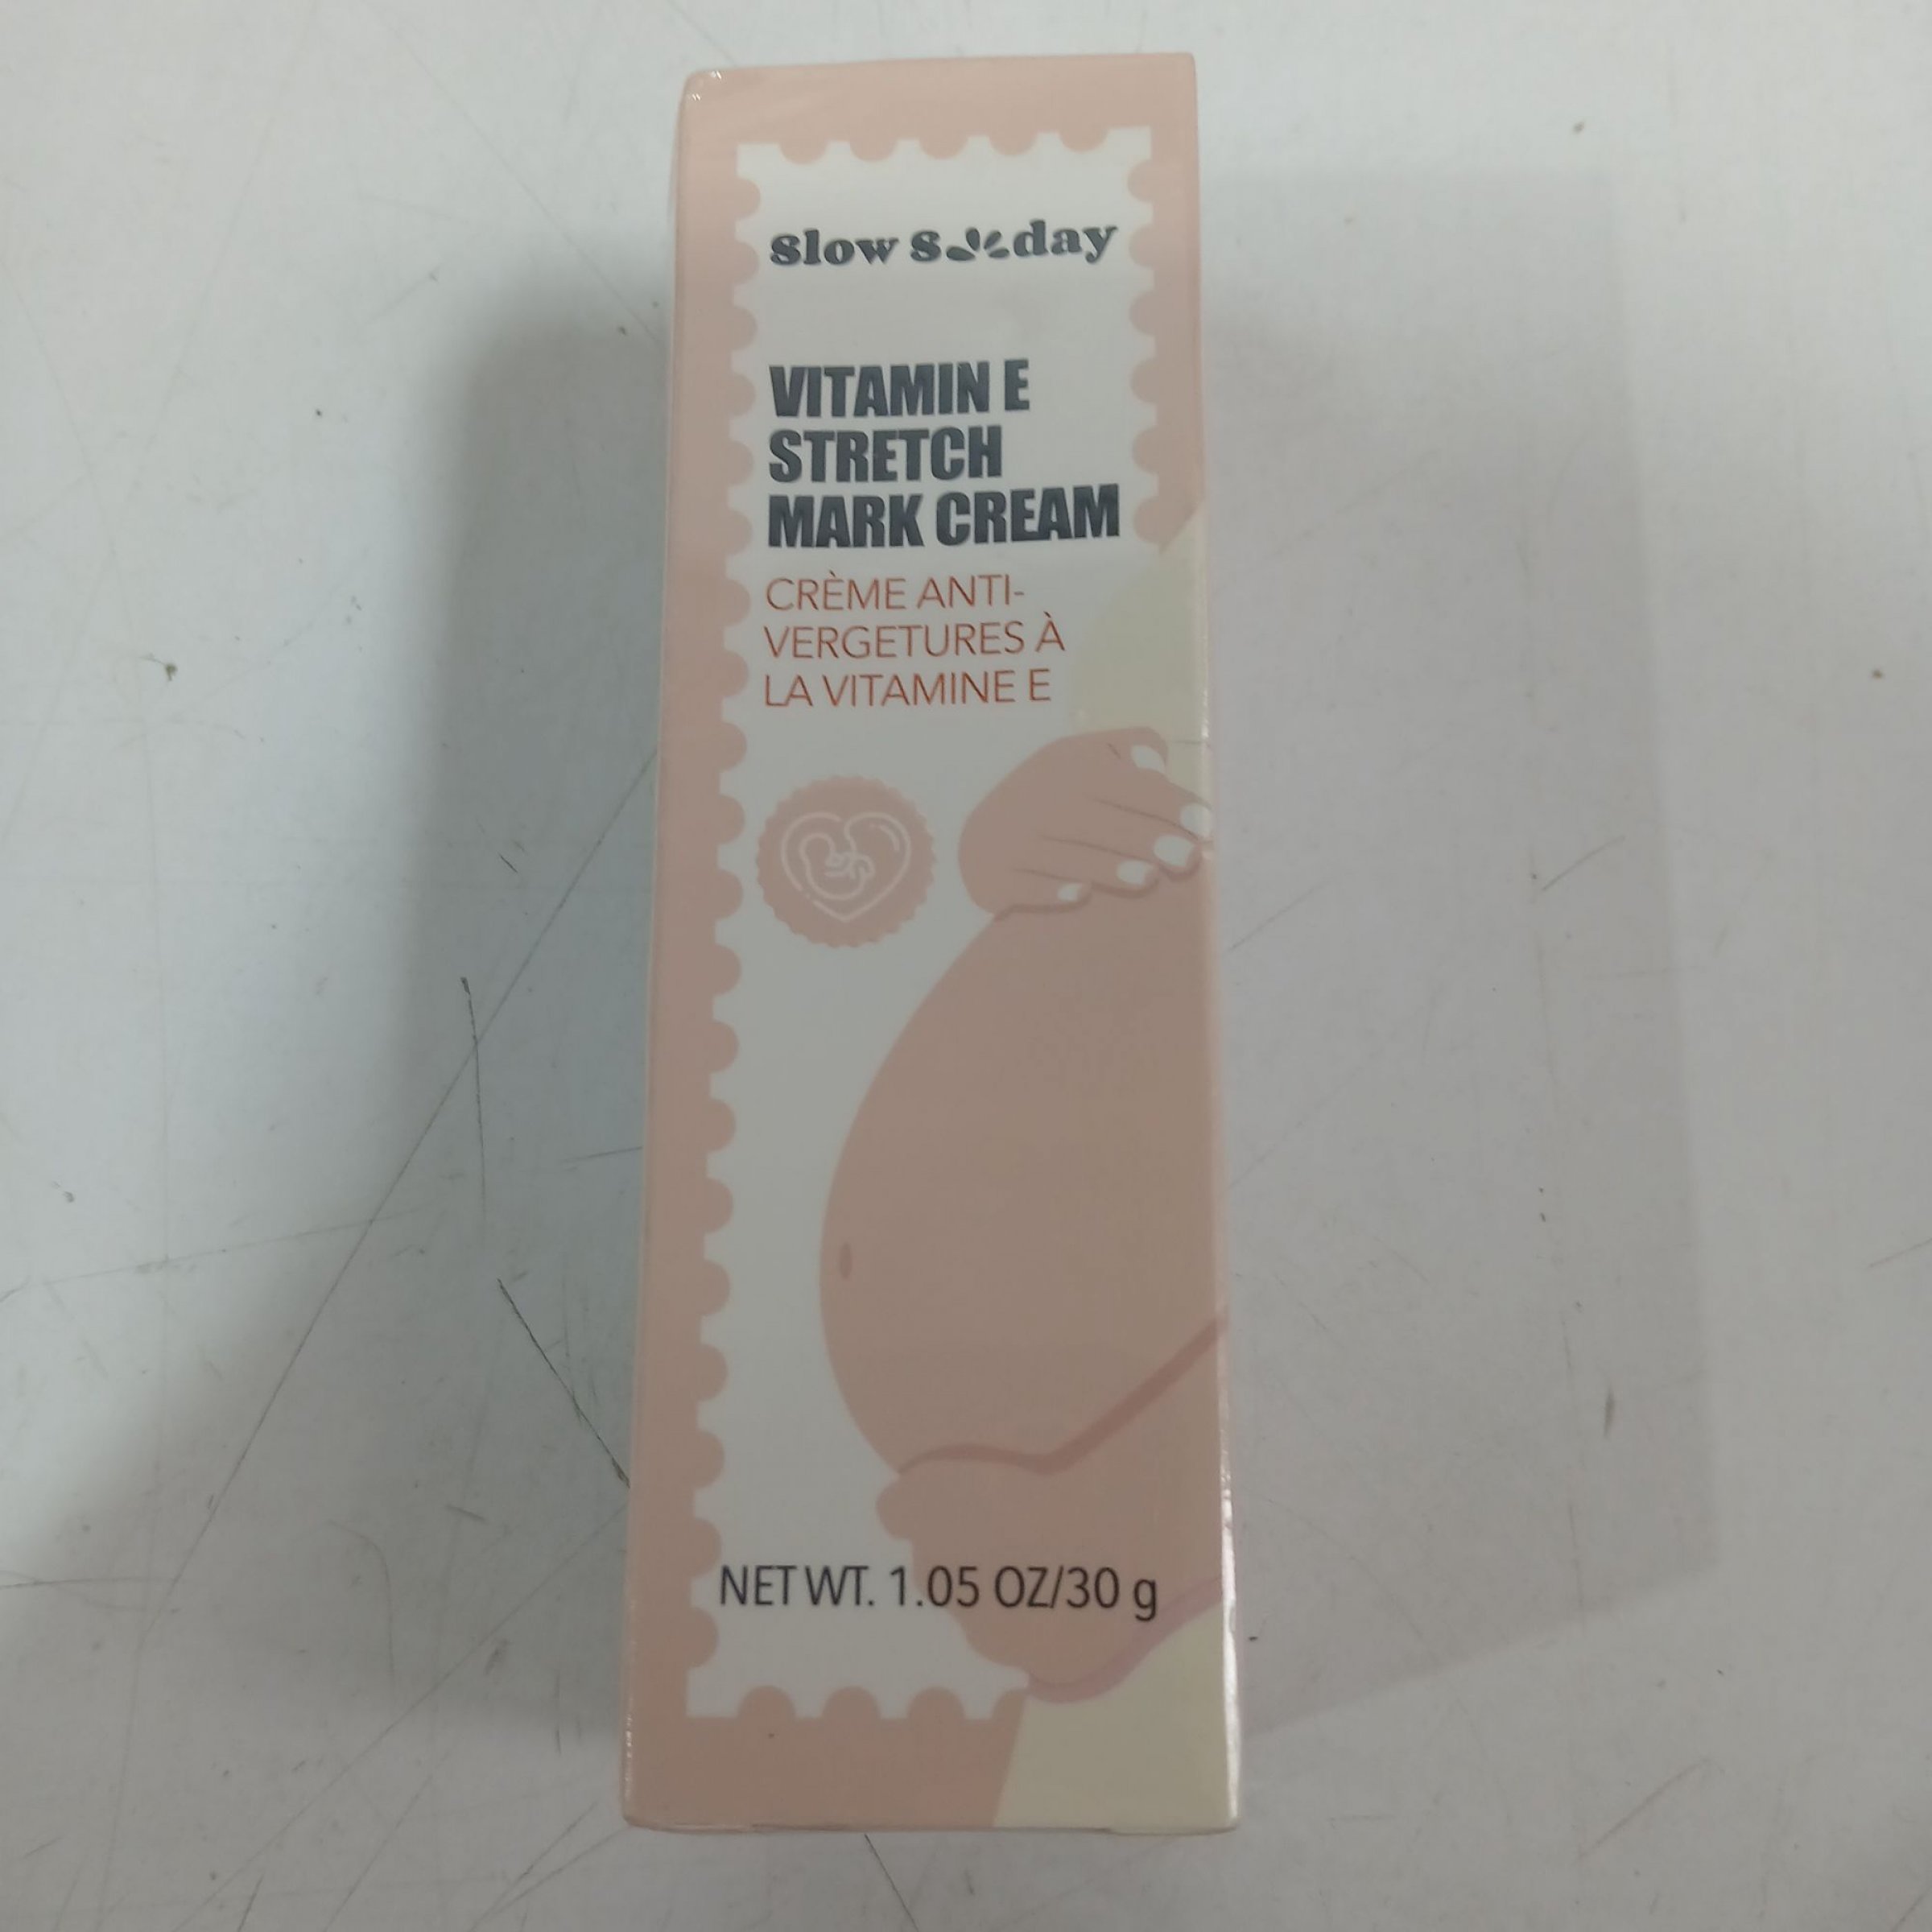 Slow Sunday
VITAMIN E
STRETCH
MARK CREAM
CRÈME ANTI-
VERGETURES À
LA VITAMINE E
NET WT. 1.05 OZ/30 g